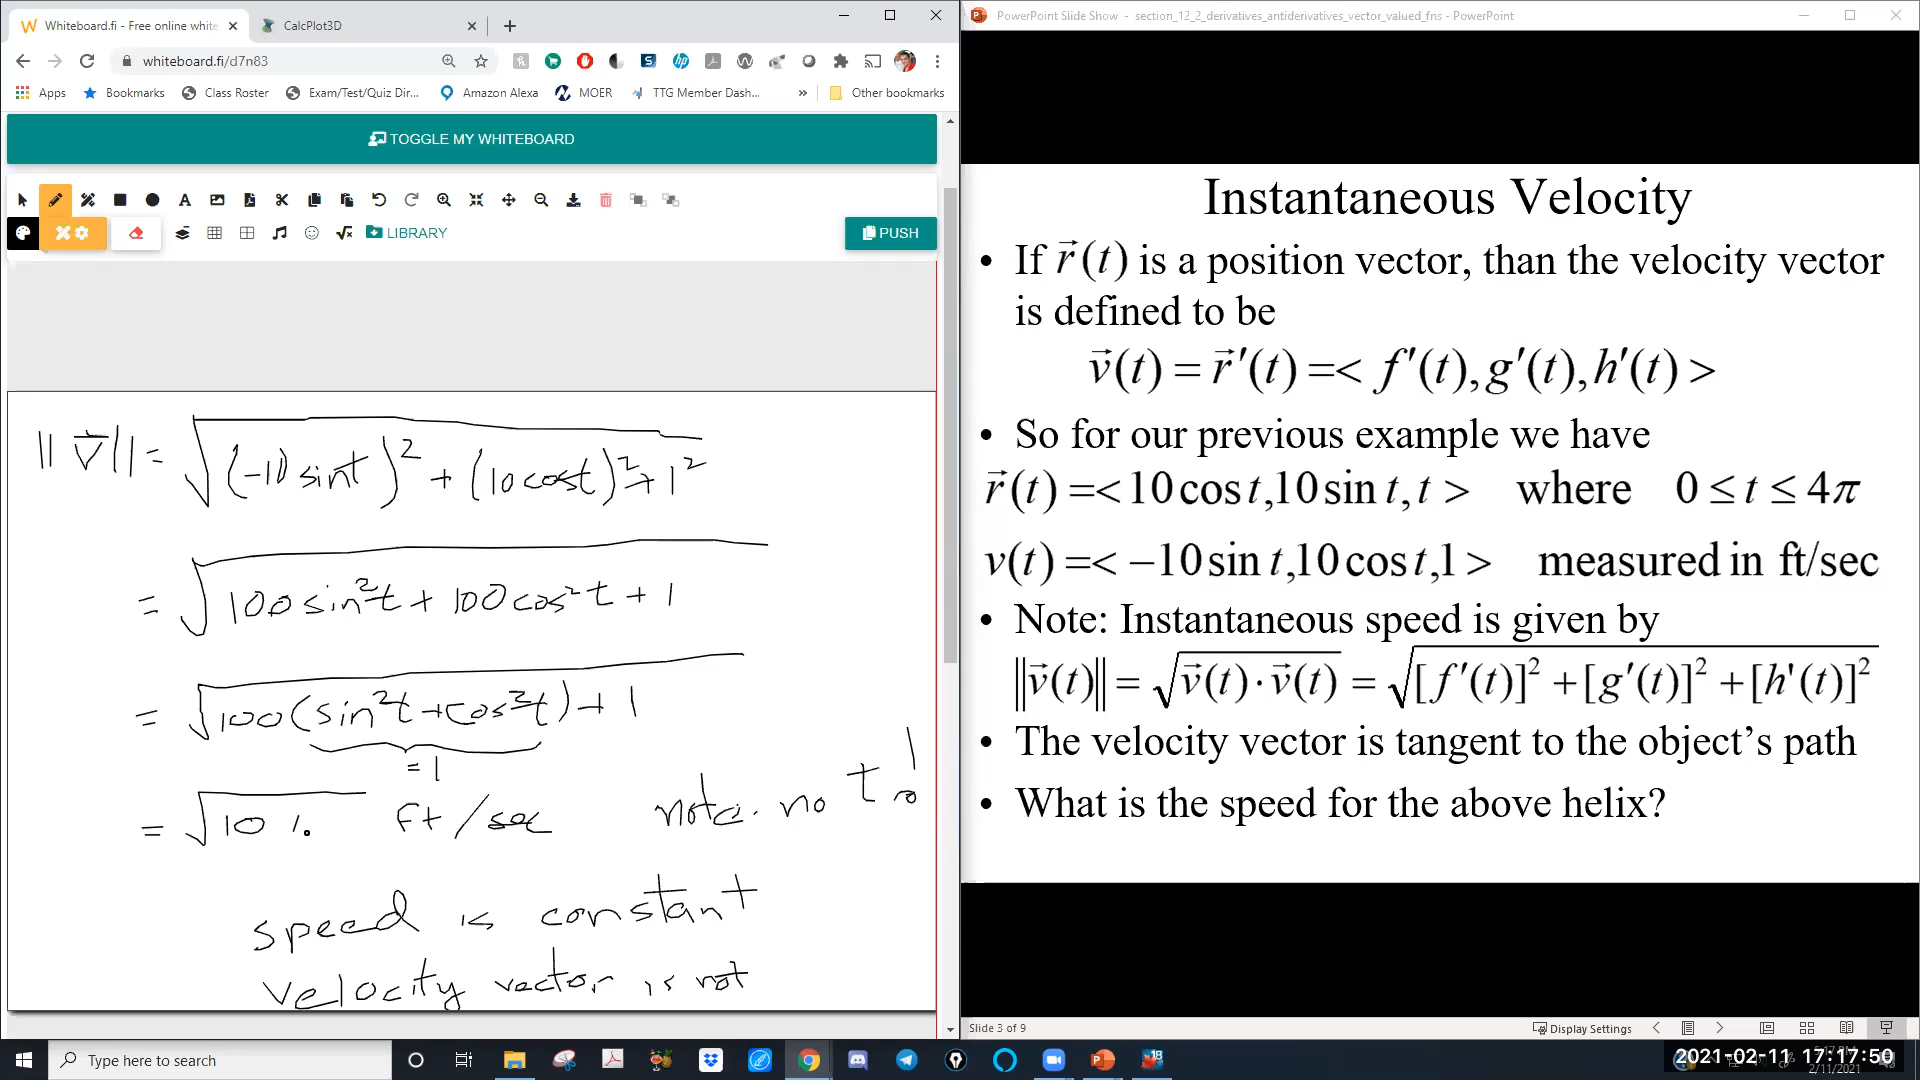 Whiteboard.fi - Free online white
CalcPlot3D
whiteboard.fi/d7n83
Apps Bookmarks Class Roster Exam/Test/Quiz Dir... Amazon Alexa MOER TTG Member Dash... » Other bookmarks
TOGGLE MY WHITEBOARD
LIBRARY
PUSH
||v⃗|| = √((-10 sin t)² + (10 cos t)² + 1²)
= √(100 sin²t + 100 cos²t + 1)
= √(100(sin²t + cos²t) + 1)
= 1
= √101. ft/sec note: no t!
speed is constant
velocity vector is not
PowerPoint Slide Show - section_12_2_derivatives_antiderivatives_vector_valued_fns - PowerPoint
Instantaneous Velocity
• If r⃗(t) is a position vector, than the velocity vector
is defined to be
v⃗(t) = r⃗′(t) =< f′(t), g′(t), h′(t) >
• So for our previous example we have
r⃗(t) =< 10 cos t, 10 sin t, t > where 0 ≤ t ≤ 4π
v(t) =< −10 sin t, 10 cos t, 1 > measured in ft/sec
• Note: Instantaneous speed is given by
||v⃗(t)|| = √(v⃗(t) · v⃗(t)) = √([f′(t)]² + [g′(t)]² + [h′(t)]²)
• The velocity vector is tangent to the object’s path
• What is the speed for the above helix?
Slide 3 of 9
Display Settings
Type here to search
18
2021-02-11 17:17:50
2/11/2021